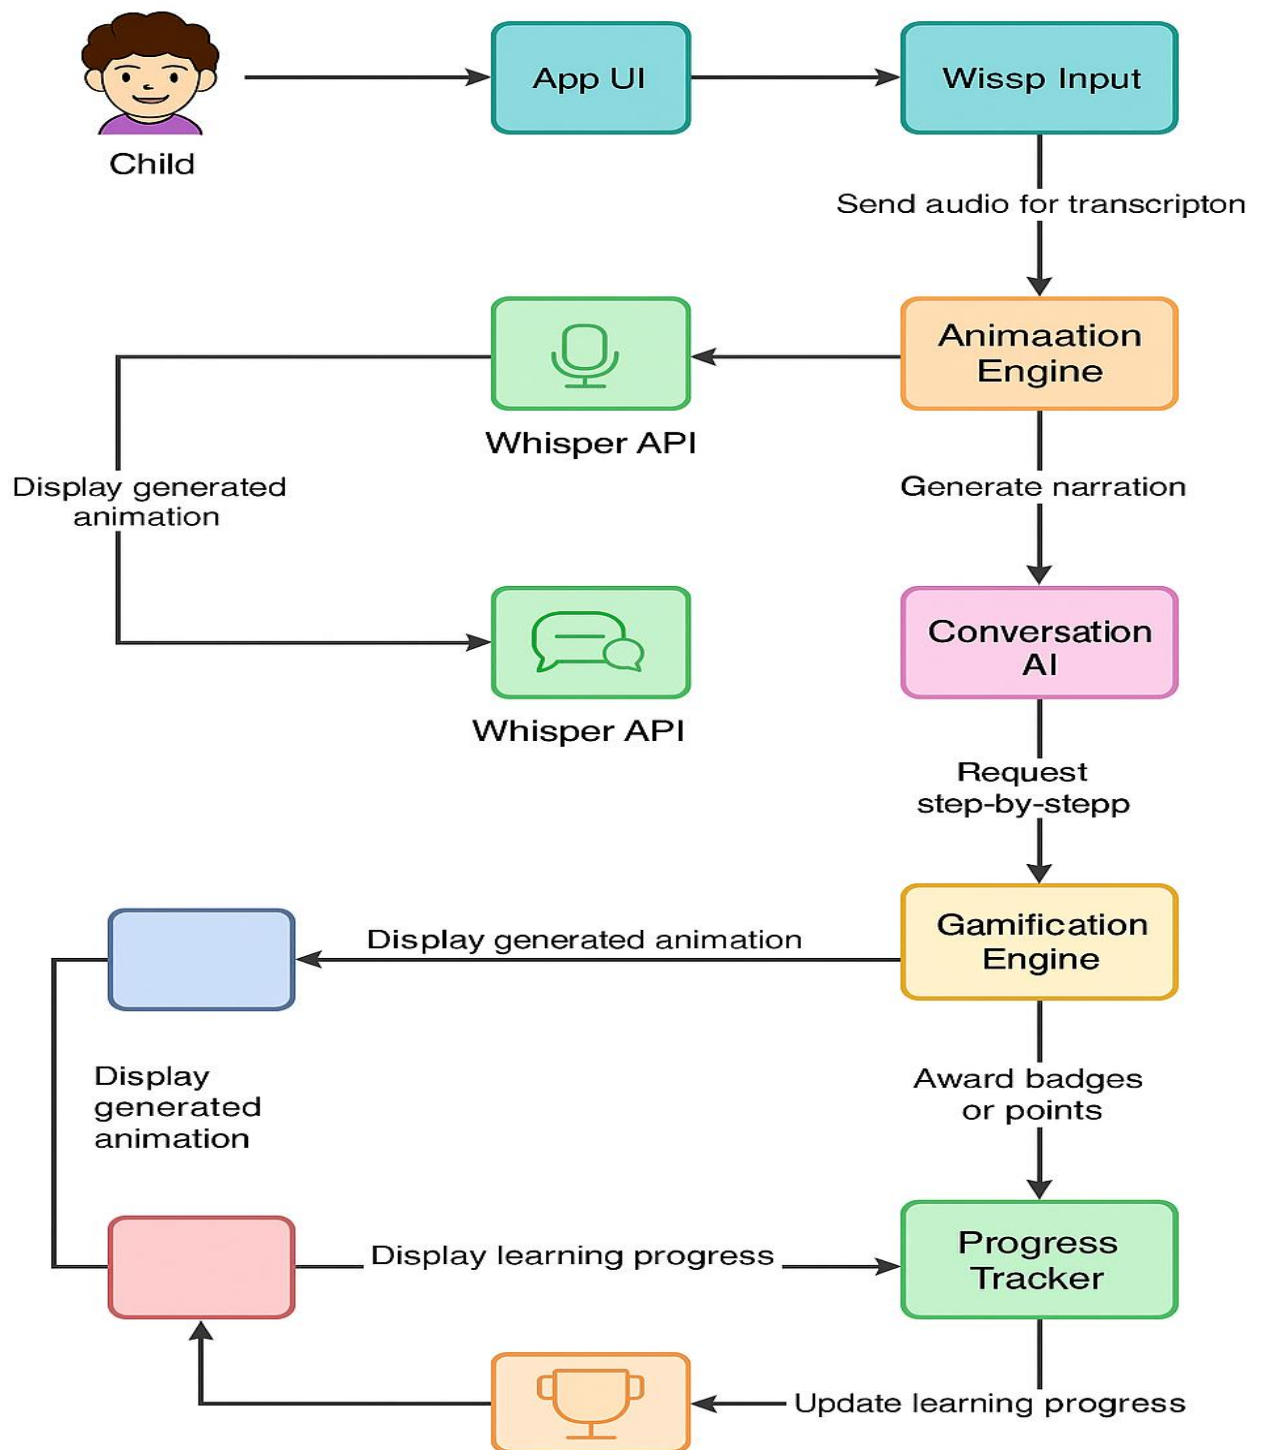 App UI
Wissp Input
Child
Send audio for transcripton
Animaation
Engine
Whisper API
Display generated
animation
Generate narration
Conversation
AI
Whisper API
Request
step-by-stepp
Gamification
Engine
Display generated animation
Display
generated
animation
Award badges
or points
Progress
Tracker
Display learning progress
Update learning progress